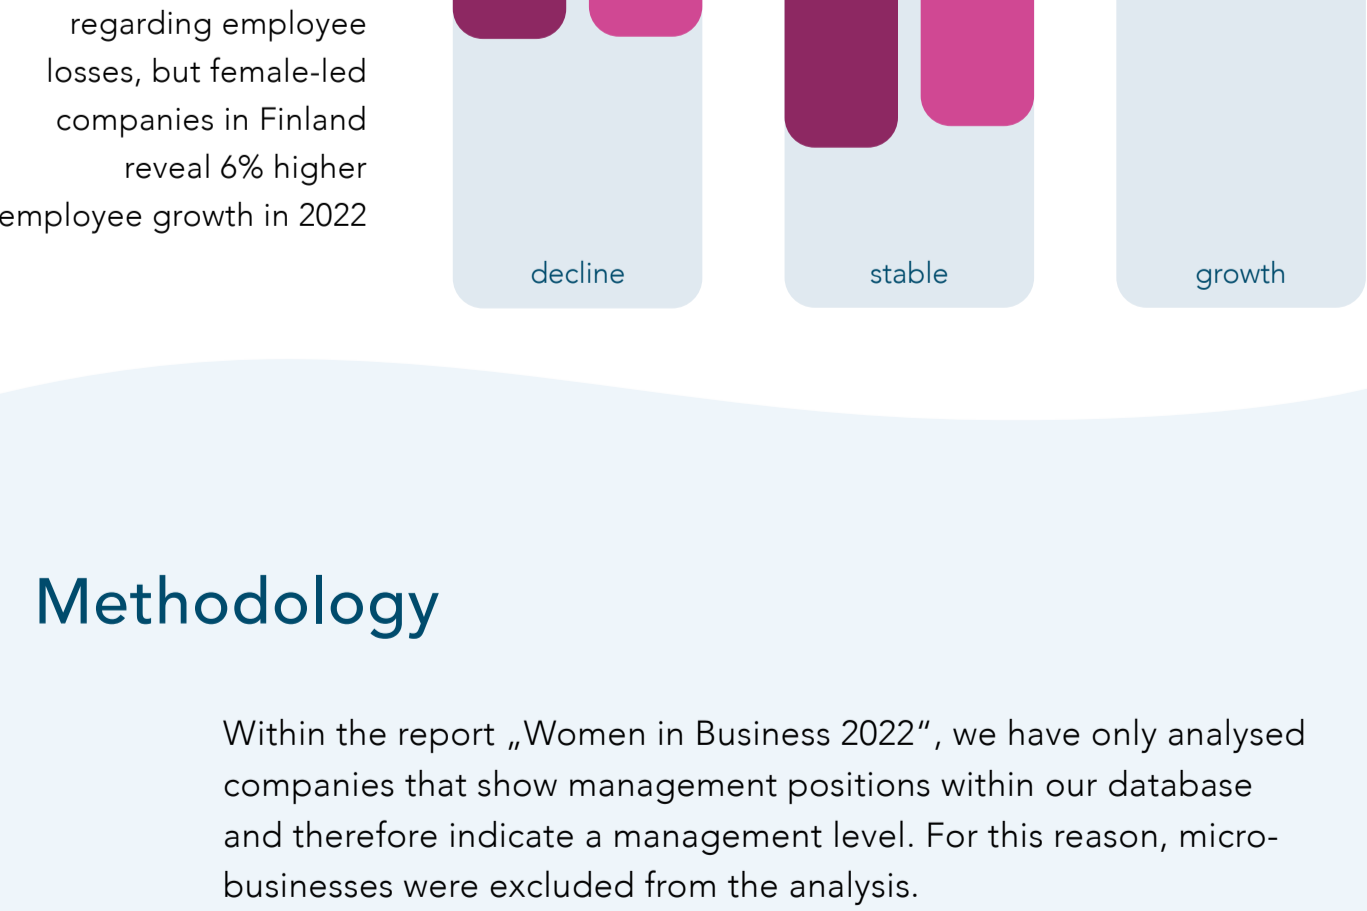 regarding employee
losses, but female-led
companies in Finland
reveal 6% higher
employee growth in 2022
decline
stable
growth
Methodology
Within the report „Women in Business 2022“, we have only analysed
companies that show management positions within our database
and therefore indicate a management level. For this reason, micro-
businesses were excluded from the analysis.